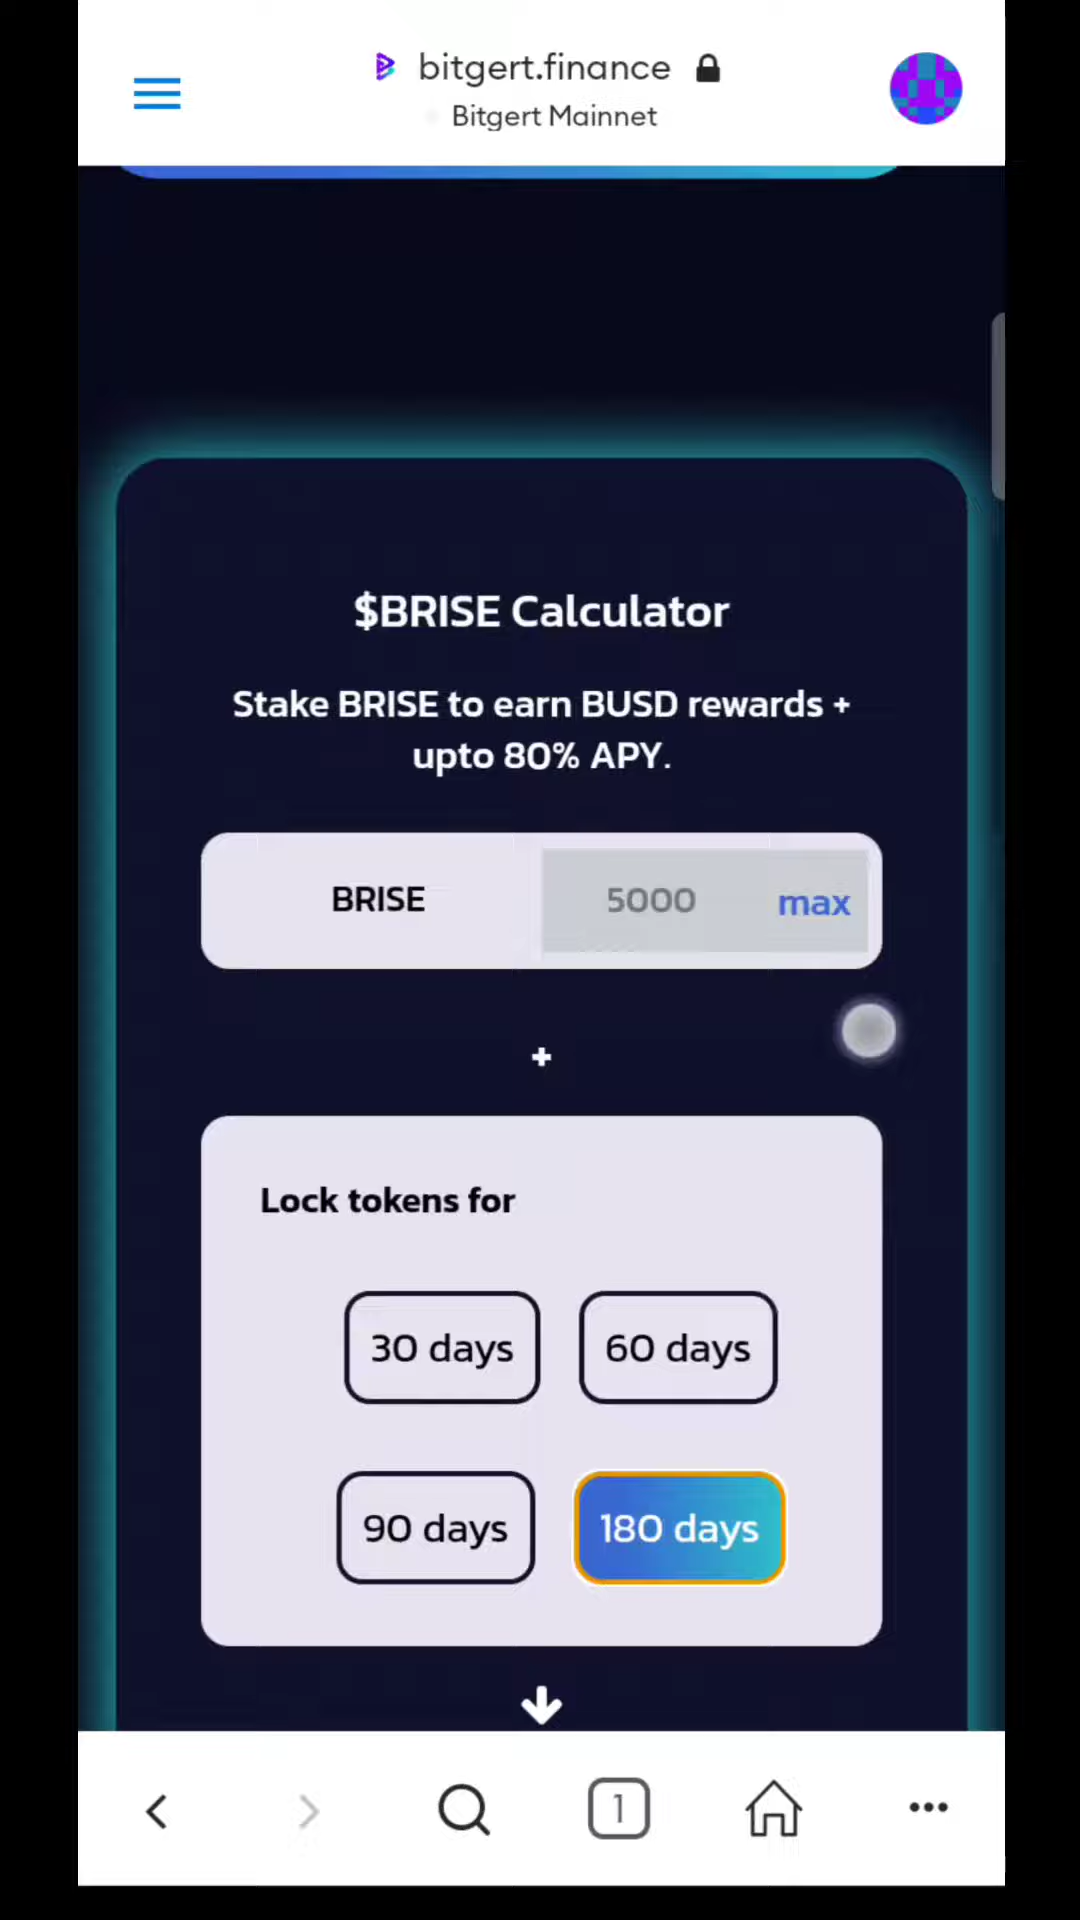 bitgert.finance
Bitgert Mainnet
$BRISE Calculator
Stake BRISE to earn BUSD rewards +
upto 80% APY.
BRISE 5000 max
+
Lock tokens for
30 days 60 days
90 days 180 days
1